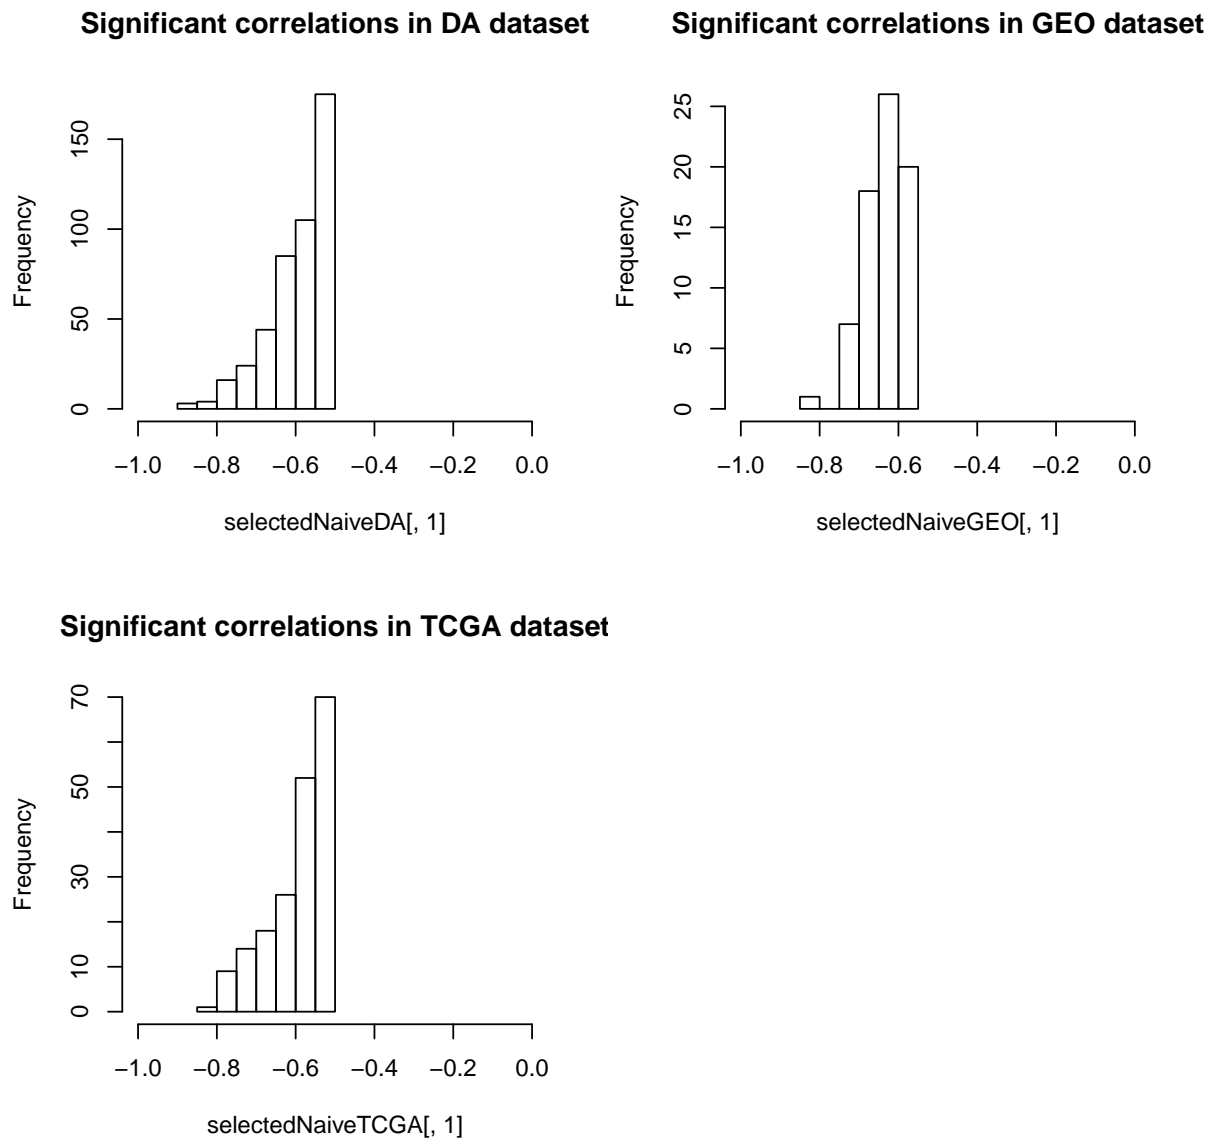 Significant correlations in DA dataset
Frequency
0
50
100
150
−1.0 −0.8 −0.6 −0.4 −0.2 0.0
selectedNaiveDA[, 1]
Significant correlations in GEO dataset
Frequency
0
5
10
15
20
25
−1.0 −0.8 −0.6 −0.4 −0.2 0.0
selectedNaiveGEO[, 1]
Significant correlations in TCGA dataset
Frequency
0
10
30
50
70
−1.0 −0.8 −0.6 −0.4 −0.2 0.0
selectedNaiveTCGA[, 1]